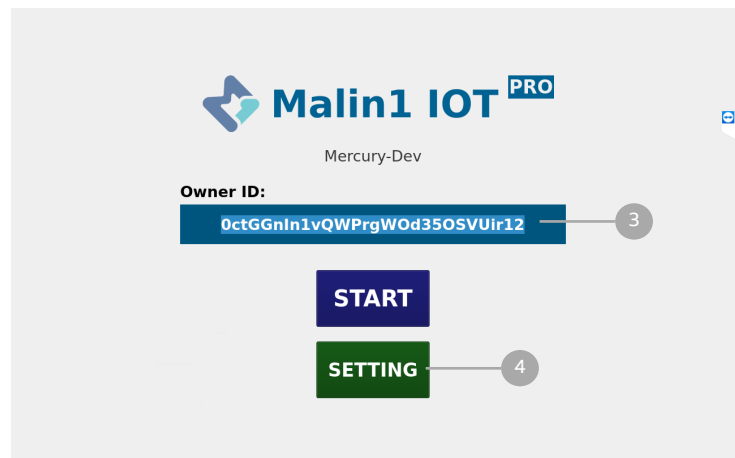 Malin1 IOT PRO
Mercury-Dev
Owner ID:
0ctGGnIn1vQWPrgWOd35OSVUir12
3
START
SETTING
4